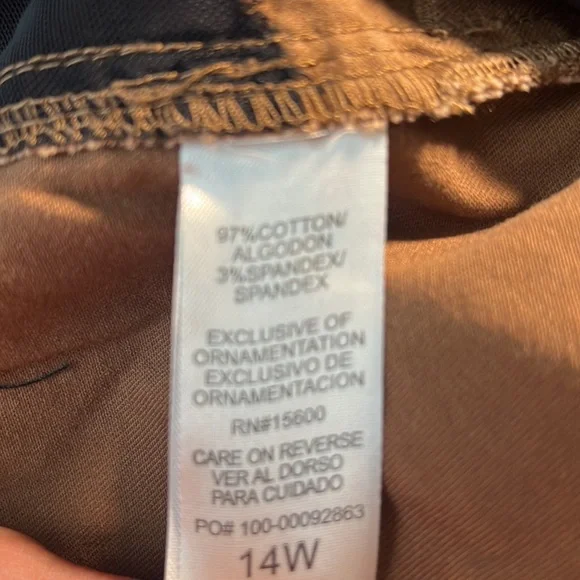 97%COTTON/
ALGODON
3%SPANDEX/
SPANDEX
EXCLUSIVE OF
ORNAMENTATION
EXCLUSIVO DE
ORNAMENTACION
RN#15600
CARE ON REVERSE
VER AL DORSO
PARA CUIDADO
PO# 100-00092863
14W